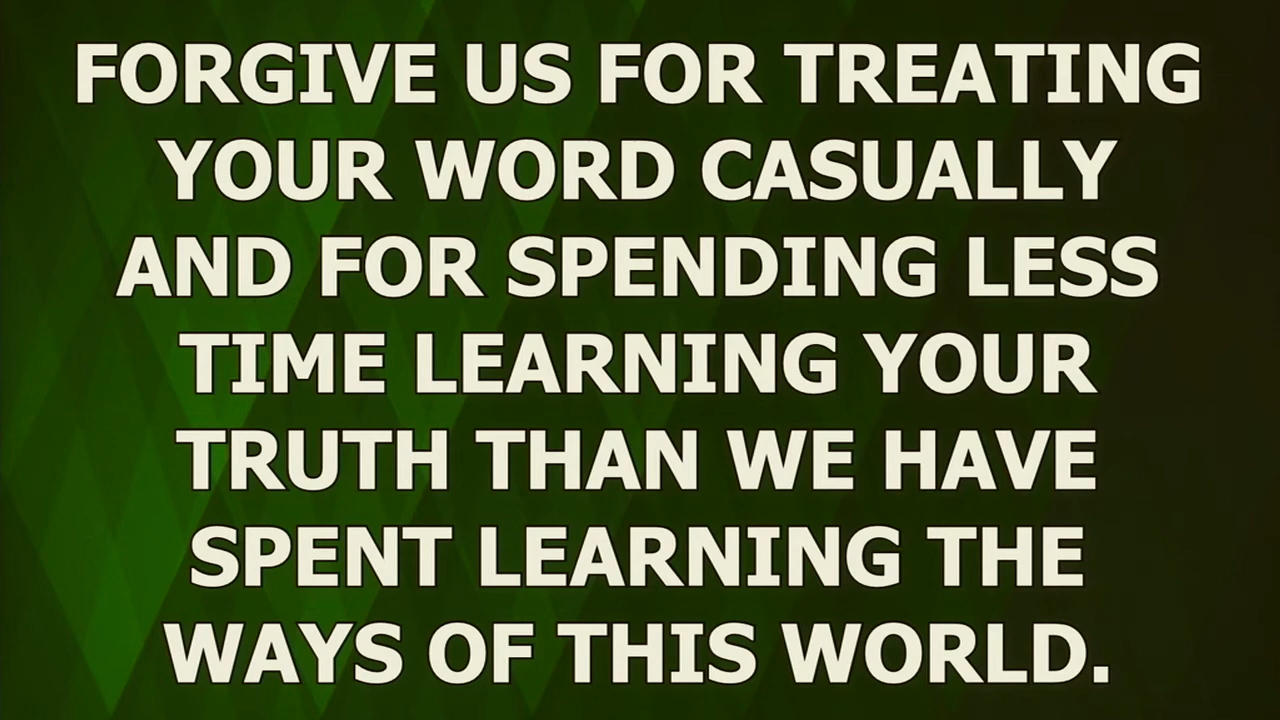 FORGIVE US FOR TREATING
YOUR WORD CASUALLY
AND FOR SPENDING LESS
TIME LEARNING YOUR
TRUTH THAN WE HAVE
SPENT LEARNING THE
WAYS OF THIS WORLD.